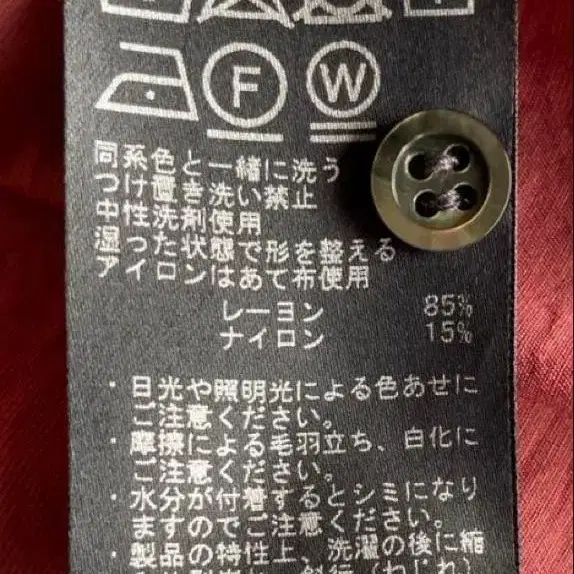 F W
同系色と一緒に洗う
つけ置き洗い禁止
中性洗剤使用
湿った状態で形を整える
アイロンはあて布使用
レーヨン 85%
ナイロン 15%
・日光や照明光による色あせに
ご注意ください。
・摩擦による毛羽立ち、白化に
ご注意ください。
・水分が付着するとシミになり
ますのでご注意ください。
・製品の特性上、洗濯の後に縮